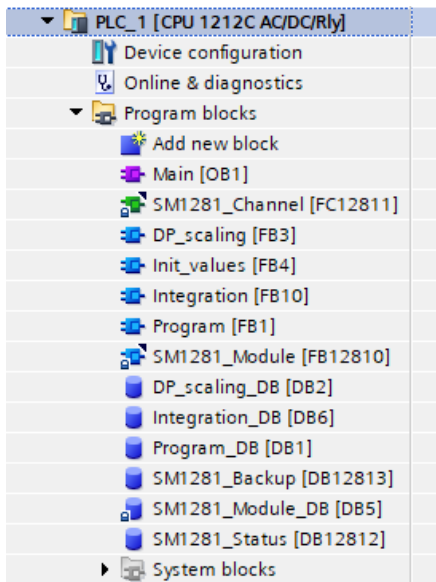 PLC_1 [CPU 1212C AC/DC/Rly]
Device configuration
Online & diagnostics
Program blocks
Add new block
Main [OB1]
SM1281_Channel [FC12811]
DP_scaling [FB3]
Init_values [FB4]
Integration [FB10]
Program [FB1]
SM1281_Module [FB12810]
DP_scaling_DB [DB2]
Integration_DB [DB6]
Program_DB [DB1]
SM1281_Backup [DB12813]
SM1281_Module_DB [DB5]
SM1281_Status [DB12812]
System blocks